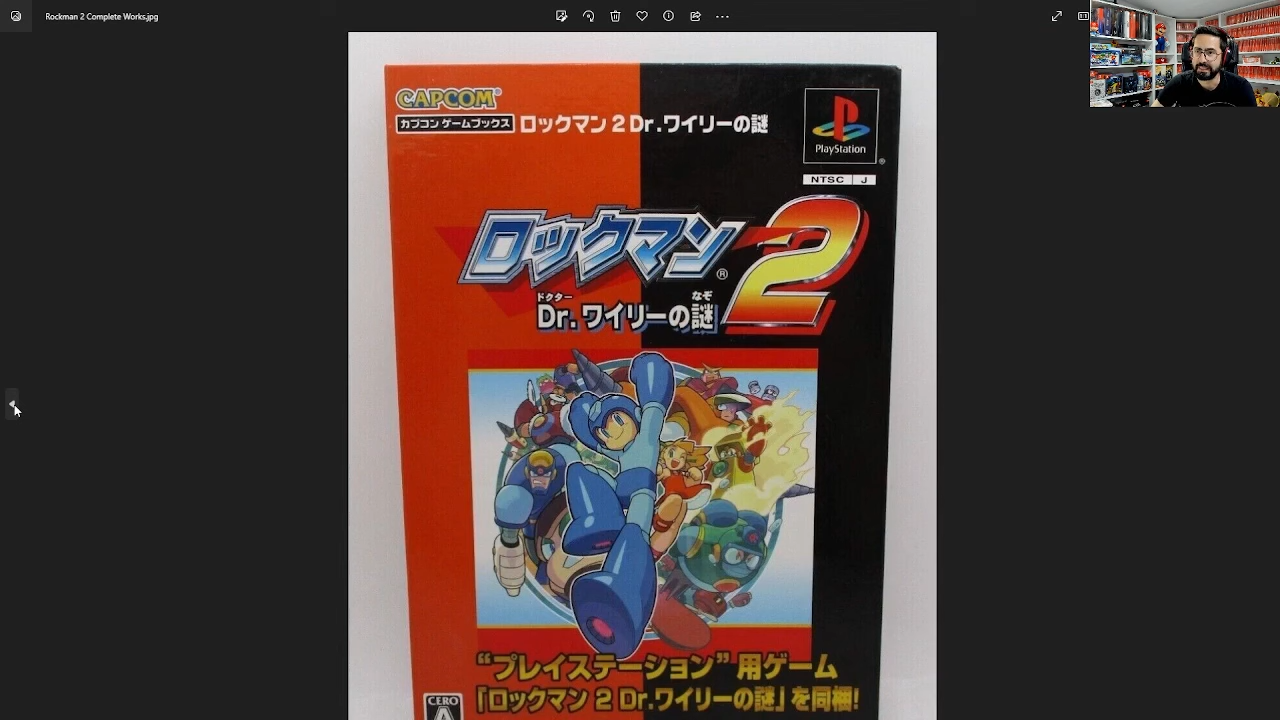 Rockman 2 Complete Works.jpg
CAPCOM®
カプコン ゲームブックス ロックマン 2 Dr.ワイリーの謎
PlayStation
®
NTSC J
ロックマン® 2
ドクター なぞ
Dr.ワイリーの謎
“プレイステーション”用ゲーム
「ロックマン 2 Dr.ワイリーの謎」を同梱!
CERO
A